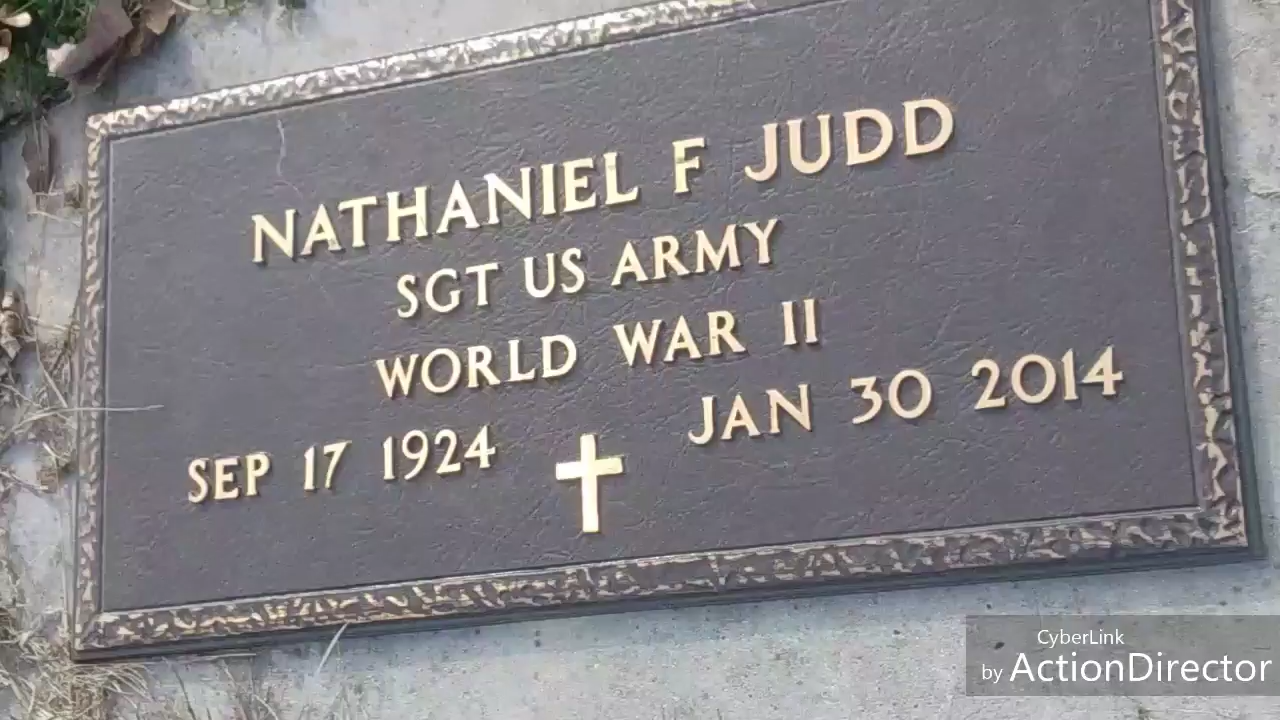 NATHANIEL F JUDD
SGT US ARMY
WORLD WAR II
SEP 17 1924 JAN 30 2014
CyberLink
by ActionDirector